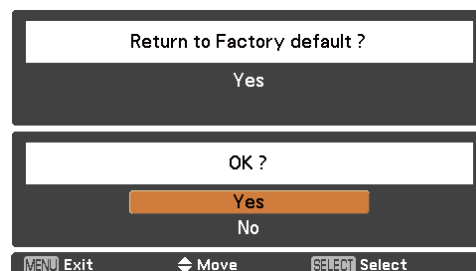 Return to Factory default ?
Yes
OK ?
Yes
No
MENU Exit Move SELECT Select